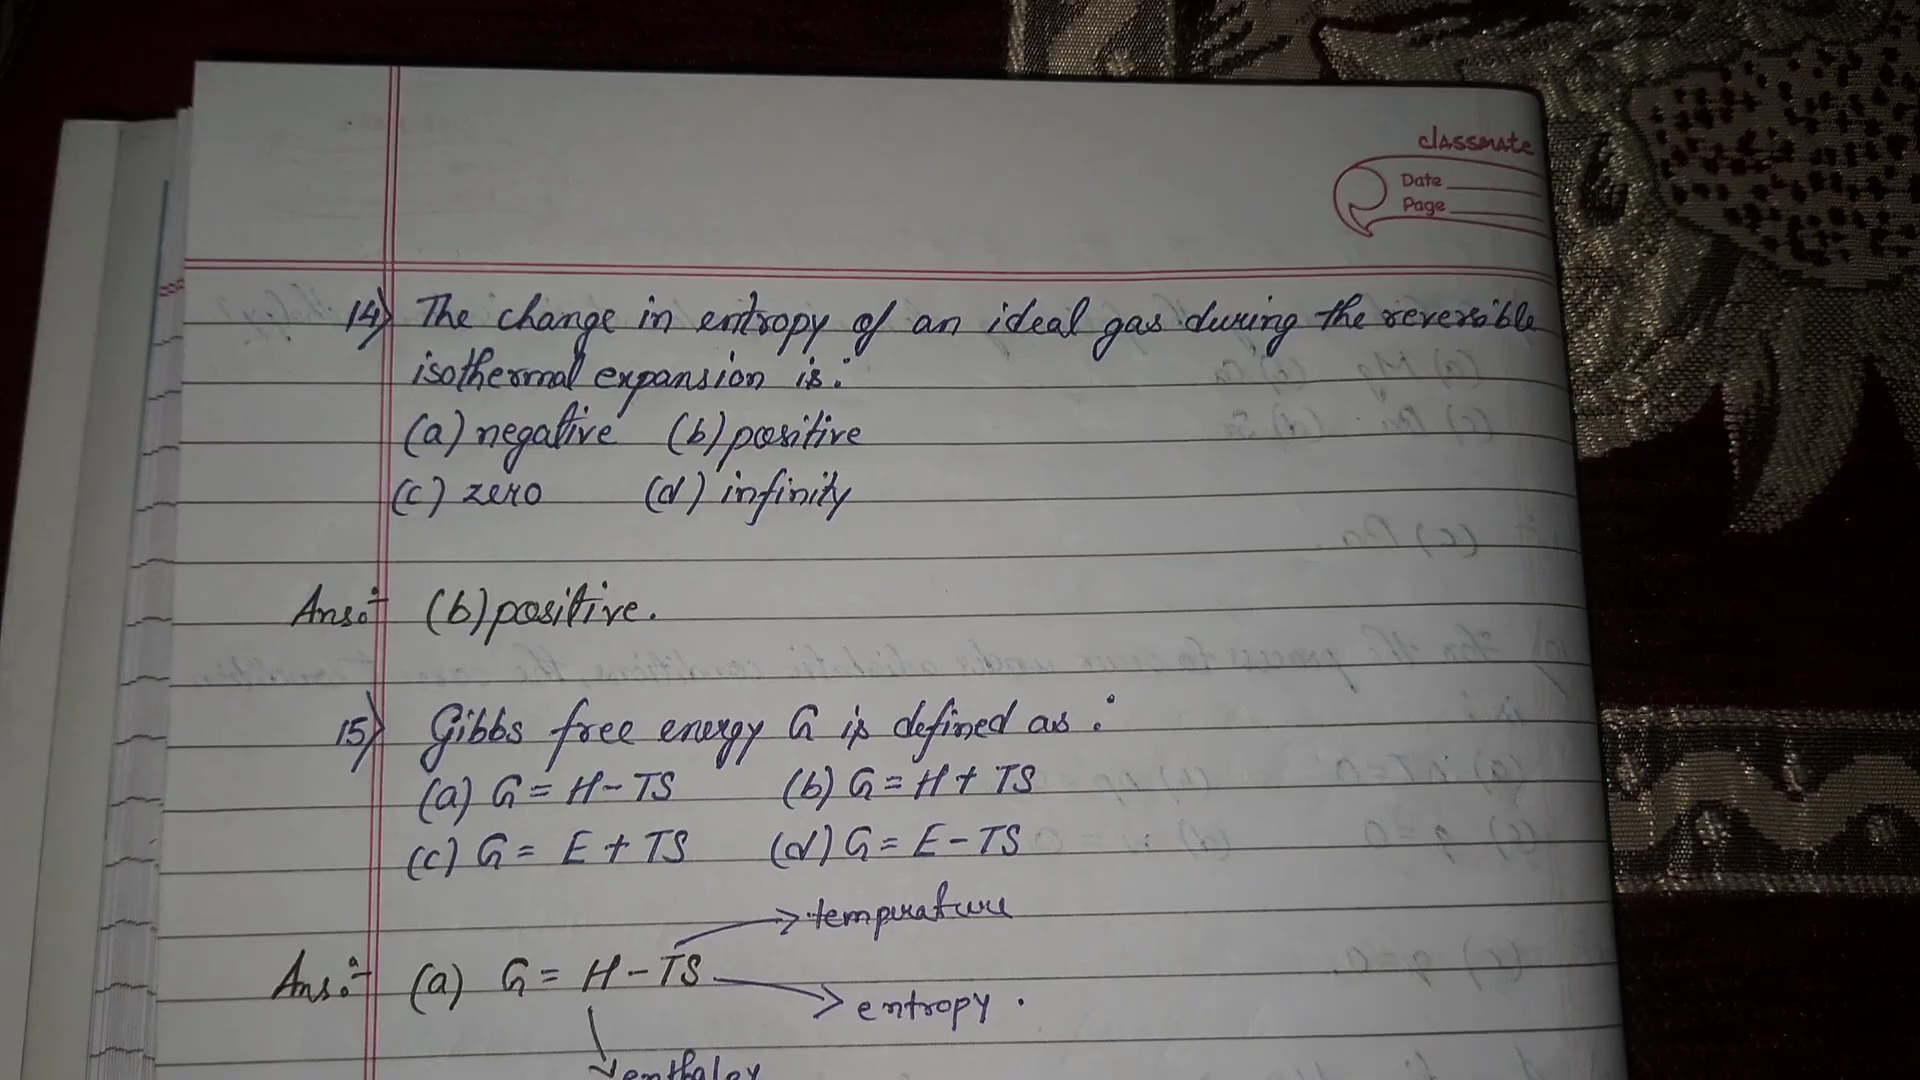 classmate
Date
Page
14) The change in entropy of an ideal gas during the reversible
isothermal expansion is:
(a) negative (b) positive
(c) zero (d) infinity
Ans:- (b) positive.
15) Gibbs free energy G is defined as:
(a) G = H - TS (b) G = H + TS
(c) G = E + TS (d) G = E - TS
temperature
Ans:- (a) G = H - TS
entropy.
enthalpy